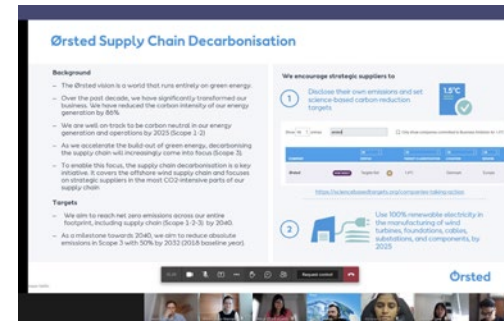 Ørsted Supply Chain Decarbonisation
Background
– The Ørsted vision is a world that runs entirely on green energy.
– Over the past decade, we have significantly transformed our
business. We have reduced the carbon intensity of our energy
generation by 86%.
– We are well on-track to be carbon neutral in our energy
generation and operations by 2025 (Scope 1-2)
– As we accelerate the build-out of green energy, decarbonising
the supply chain will increasingly come into focus (Scope 3).
– To enable this focus, the supply chain decarbonisation is a key
initiative. It covers the offshore wind supply chain and focuses
on strategic suppliers in the most CO2-intensive parts of our
supply chain
Targets
– We aim to reach net zero emissions across our entire
footprint, including supply chain (Scope 1-2-3) by 2040.
– As a milestone towards 2040, we aim to reduce absolute
emissions in Scope 3 with 50% by 2032 (2018 baseline year).
We encourage strategic suppliers to
1
Disclose their own emissions and set
science-based carbon reduction
targets
1.5°C
Show
entries
Ørsted
1.5°C
Denmark
Europe
https://sciencebasedtargets.org/companies-taking-action
2
Use 100% renewable electricity in
the manufacturing of wind
turbines, foundations, cables,
substations, and components, by
2025
Request control
Ørsted